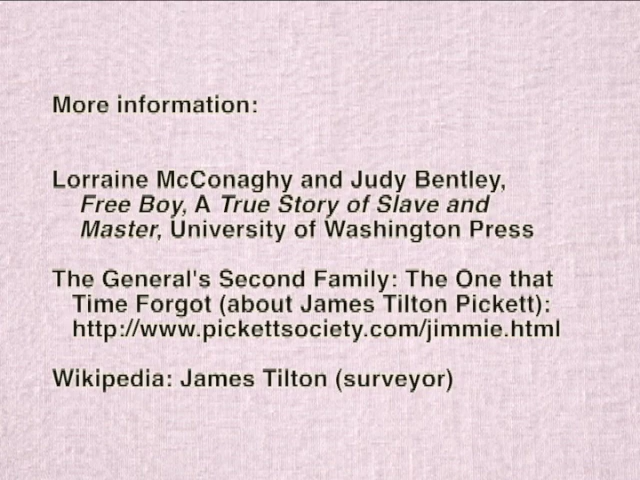 More information:
Lorraine McConaghy and Judy Bentley,
Free Boy, A True Story of Slave and
Master, University of Washington Press
The General's Second Family: The One that
Time Forgot (about James Tilton Pickett):
http://www.pickettsociety.com/jimmie.html
Wikipedia: James Tilton (surveyor)